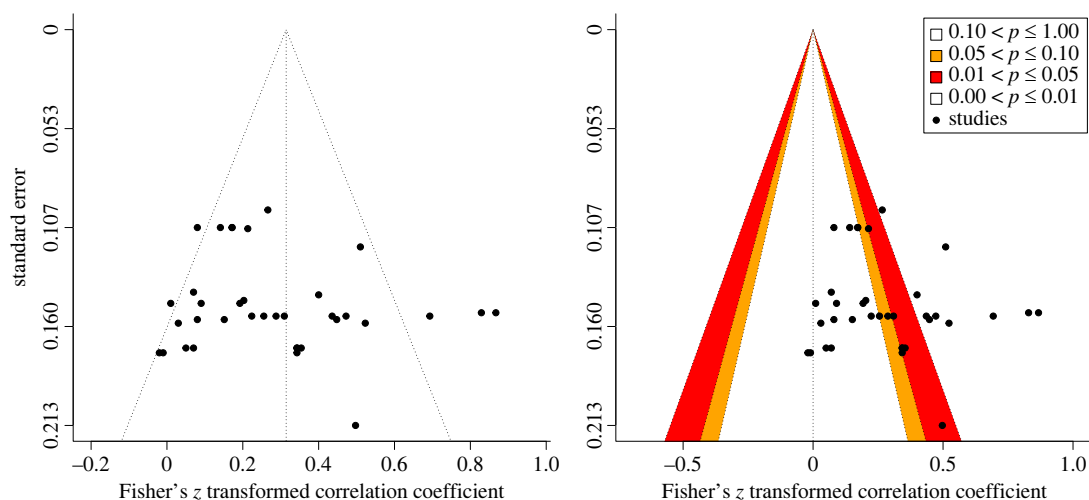 standard error
0
0.053
0.107
0.160
0.213
−0.2 0 0.2 0.4 0.6 0.8 1.0
Fisher's z transformed correlation coefficient
0
0.053
0.107
0.160
0.213
0.10 < p ≤ 1.00
0.05 < p ≤ 0.10
0.01 < p ≤ 0.05
0.00 < p ≤ 0.01
studies
−0.5 0 0.5 1.0
Fisher's z transformed correlation coefficient